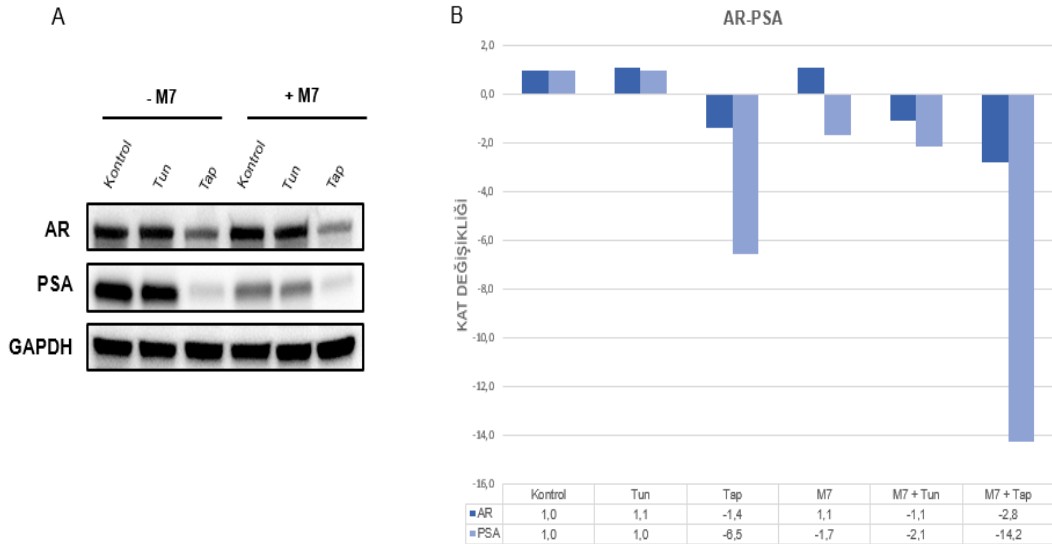 A
- M7 + M7
Kontrol Tun Tap Kontrol Tun Tap
AR
PSA
GAPDH
B
AR-PSA
KAT DEĞİŞİKLİĞİ
2,0
0,0
-2,0
-4,0
-6,0
-8,0
-10,0
-12,0
-14,0
-16,0
Kontrol Tun Tap M7 M7 + Tun M7 + Tap
AR 1,0 1,1 -1,4 1,1 -1,1 -2,8
PSA 1,0 1,0 -6,5 -1,7 -2,1 -14,2